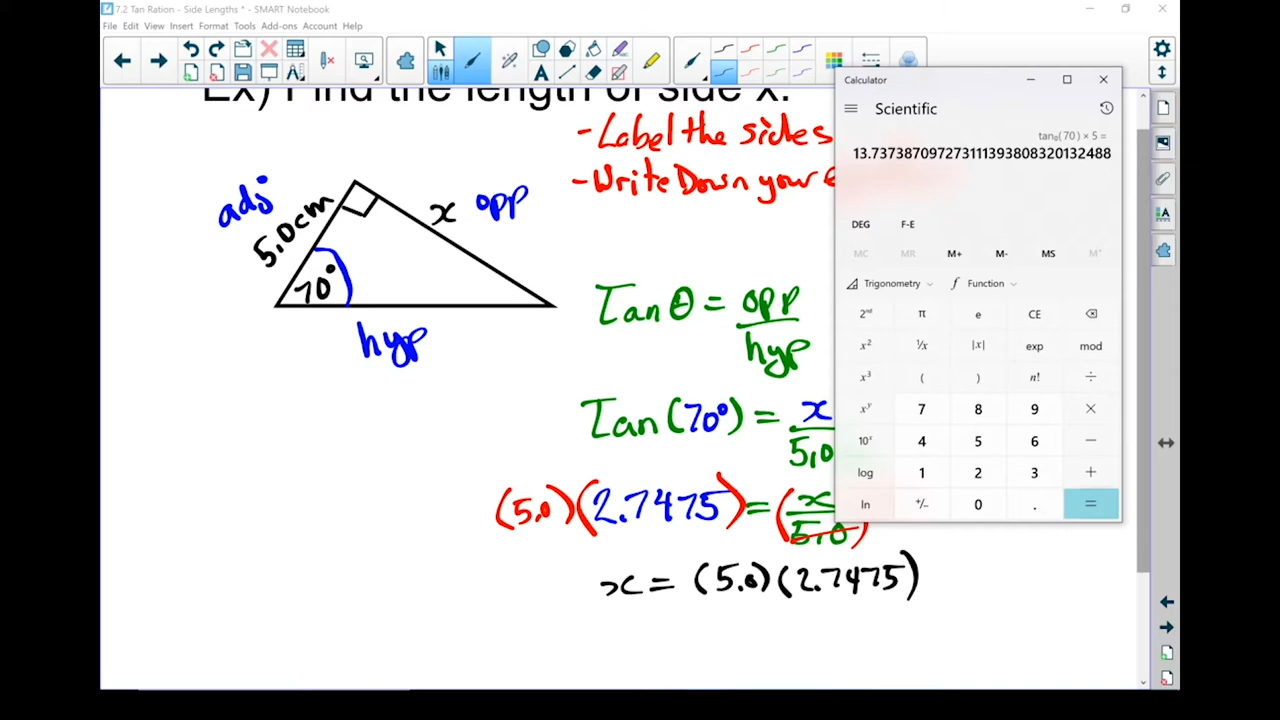 7.2 Tan Ration - Side Lengths * - SMART Notebook
File Edit View Insert Format Tools Add-ons Account Help
Ex) Find the length of side x.
-Label the sides
-Write Down your
adj
5.0cm
x opp
70°
hyp
Tan θ = opp
hyp
Tan (70°) = x
5.0
(5.0)(2.7475) = (x
5.0)
x = (5.0)(2.7475)
Calculator
Scientific
tan₀(70) × 5 =
13.737387097273111393808320132488
DEG F-E
MC MR M+ M- MS M˅
Trigonometry f Function
2nd π e CE
x² ¹/x |x| exp mod
x³ ( ) n! ÷
xʸ 7 8 9 ×
10ˣ 4 5 6 −
log 1 2 3 +
ln +/− 0 . =